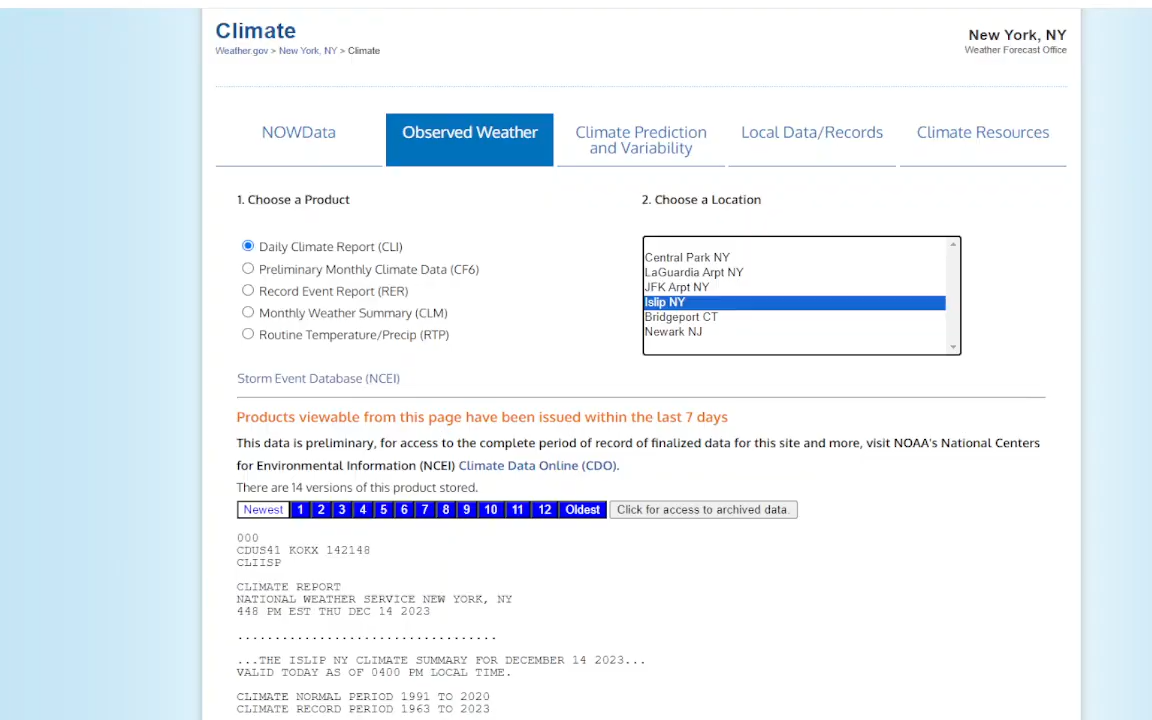 Climate
Weather.gov > New York, NY > Climate
New York, NY
Weather Forecast Office
NOWData
Observed Weather
Climate Prediction
and Variability
Local Data/Records
Climate Resources
1. Choose a Product
2. Choose a Location
Daily Climate Report (CLI)
Preliminary Monthly Climate Data (CF6)
Record Event Report (RER)
Monthly Weather Summary (CLM)
Routine Temperature/Precip (RTP)
Central Park NY
LaGuardia Arpt NY
JFK Arpt NY
Islip NY
Bridgeport CT
Newark NJ
Storm Event Database (NCEI)
Products viewable from this page have been issued within the last 7 days
This data is preliminary, for access to the complete period of record of finalized data for this site and more, visit NOAA's National Centers
for Environmental Information (NCEI) Climate Data Online (CDO).
There are 14 versions of this product stored.
Newest 1 2 3 4 5 6 7 8 9 10 11 12 Oldest Click for access to archived data.
000
CDUS41 KOKX 142148
CLIISP
CLIMATE REPORT
NATIONAL WEATHER SERVICE NEW YORK, NY
448 PM EST THU DEC 14 2023
...................................
...THE ISLIP NY CLIMATE SUMMARY FOR DECEMBER 14 2023...
VALID TODAY AS OF 0400 PM LOCAL TIME.
CLIMATE NORMAL PERIOD 1991 TO 2020
CLIMATE RECORD PERIOD 1963 TO 2023